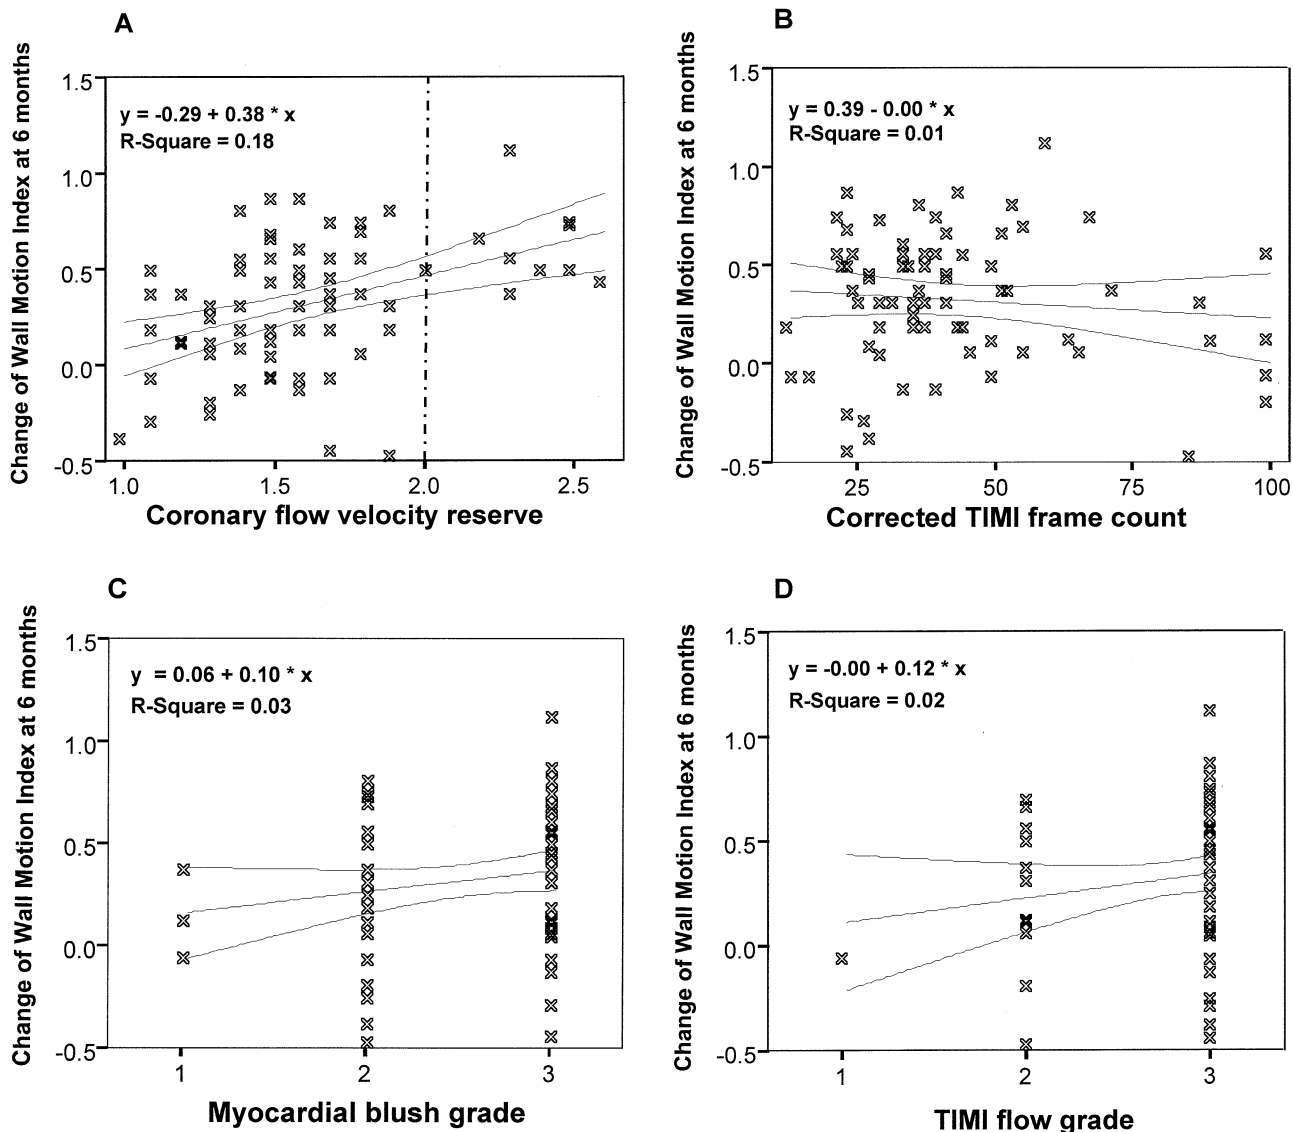 A
Change of Wall Motion Index at 6 months
1.5
1.0
0.5
0.0
-0.5
y = -0.29 + 0.38 * x
R-Square = 0.18
1.0 1.5 2.0 2.5
Coronary flow velocity reserve
B
Change of Wall Motion Index at 6 months
1.5
1.0
0.5
0.0
-0.5
y = 0.39 - 0.00 * x
R-Square = 0.01
25 50 75 100
Corrected TIMI frame count
C
Change of Wall Motion Index at 6 months
1.5
1.0
0.5
0.0
-0.5
y = 0.06 + 0.10 * x
R-Square = 0.03
1 2 3
Myocardial blush grade
D
Change of Wall Motion Index at 6 months
1.5
1.0
0.5
0.0
-0.5
y = -0.00 + 0.12 * x
R-Square = 0.02
1 2 3
TIMI flow grade